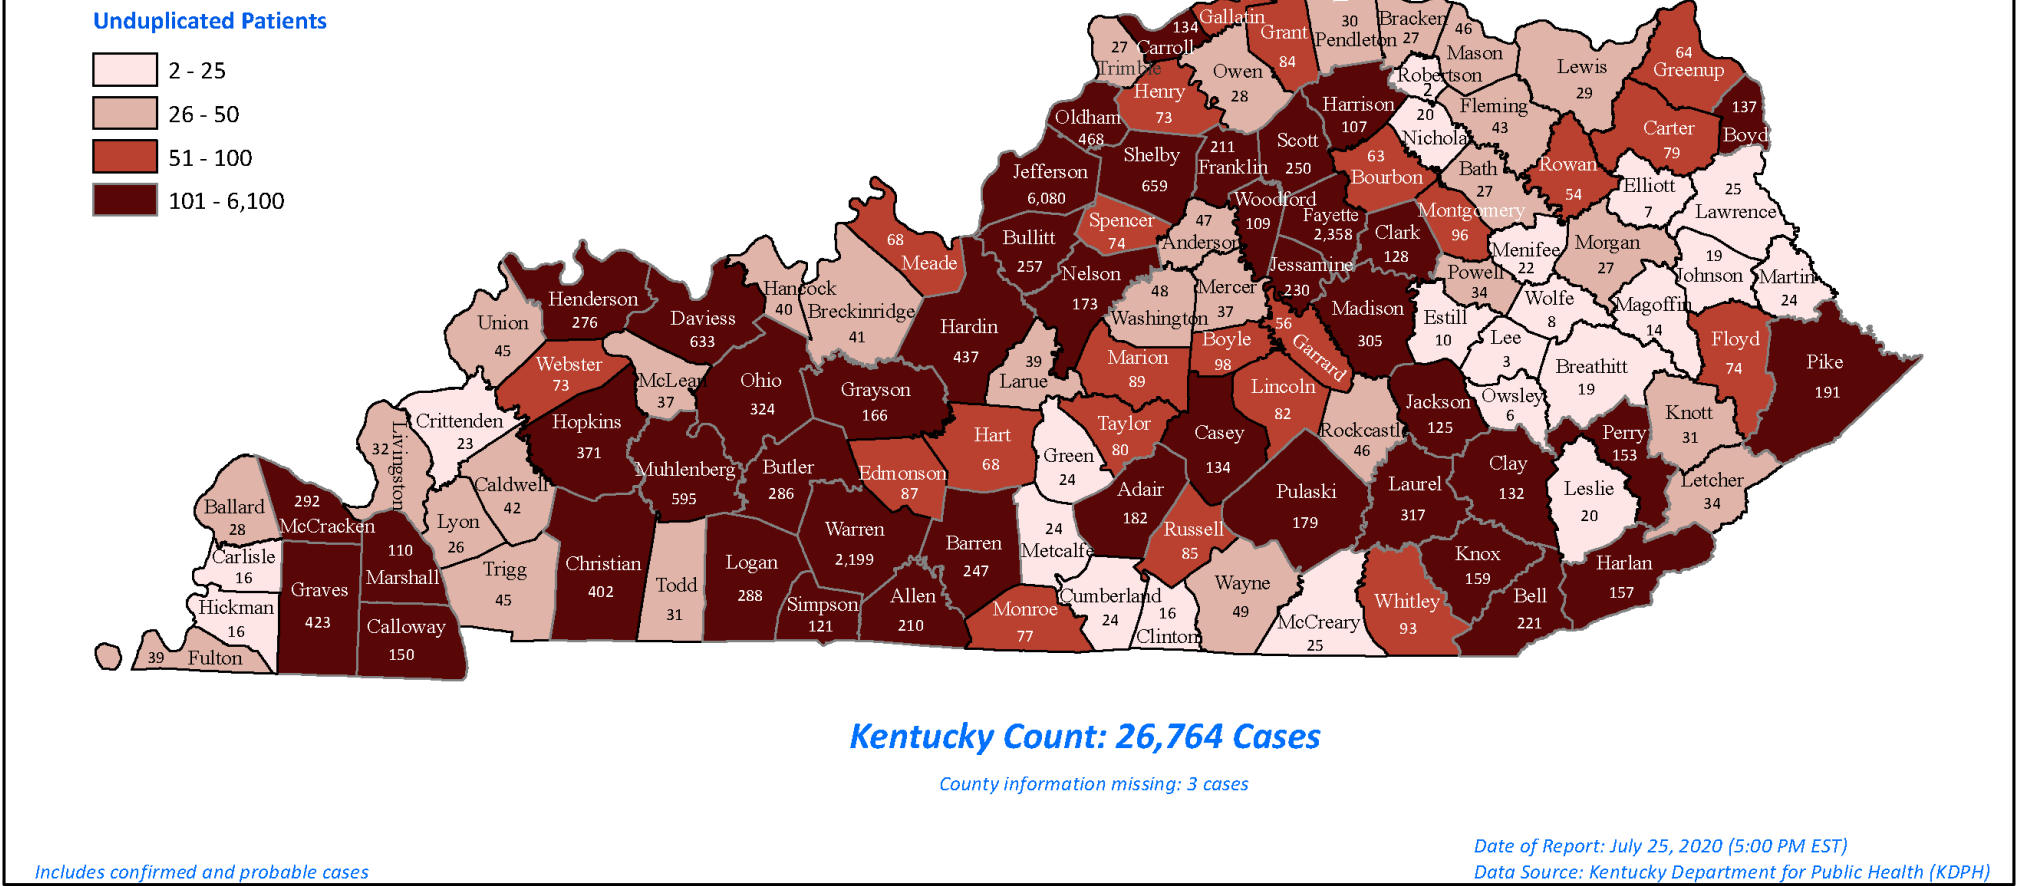 Unduplicated Patients
2 - 25
26 - 50
51 - 100
101 - 6,100
134
Carroll
Gallatin
Grant
84
30
Pendleton
Bracken
27
46
Mason
27
Trimble
Owen
28
Robertson
2
Lewis
29
64
Greenup
Henry
73
Harrison
107
20
Nichola
Fleming
43
137
Boyd
Carter
79
Oldham
468
211
Franklin
Scott
250
63
Bourbon
Bath
27
Rowan
54
Shelby
659
Jefferson
6,080
Elliott
7
25
Lawrence
Woodford
109
Fayette
2,358
Montgomery
96
Spencer
74
47
Anderson
Clark
128
Menifee
22
Morgan
27
19
Johnson
Martin
24
68
Meade
Bullitt
257
Nelson
173
Jessamine
230
Powell
34
48
Washington
Mercer
37
Madison
305
Estill
10
Wolfe
8
Magoffin
14
Hancock
40
Breckinridge
41
Henderson
276
Daviess
633
Union
45
Hardin
437
56
Garrard
Lee
3
Breathitt
19
Floyd
74
Pike
191
39
Larue
Marion
89
Boyle
98
Webster
73
McLean
37
Ohio
324
Grayson
166
Lincoln
82
Jackson
125
Owsley
6
Knott
31
Crittenden
23
Hopkins
371
Hart
68
Taylor
80
Casey
134
Rockcastl
46
Perry
153
32
Livingston
Green
24
Muhlenberg
595
Butler
286
Edmonson
87
Clay
132
Letcher
34
Caldwell
42
Adair
182
Pulaski
179
Laurel
317
Leslie
20
Ballard
28
292
McCracken
Lyon
26
Warren
2,199
24
Metcalfe
Russell
85
110
Marshall
Barren
247
Knox
159
Harlan
157
Carlisle
16
Trigg
45
Christian
402
Todd
31
Logan
288
Wayne
49
Graves
423
Hickman
16
Simpson
121
Allen
210
Monroe
77
Cumberland
24
16
Clinton
McCreary
25
Whitley
93
Bell
221
Calloway
150
39
Fulton
Kentucky Count: 26,764 Cases
County information missing: 3 cases
Date of Report: July 25, 2020 (5:00 PM EST)
Includes confirmed and probable cases
Data Source: Kentucky Department for Public Health (KDPH)